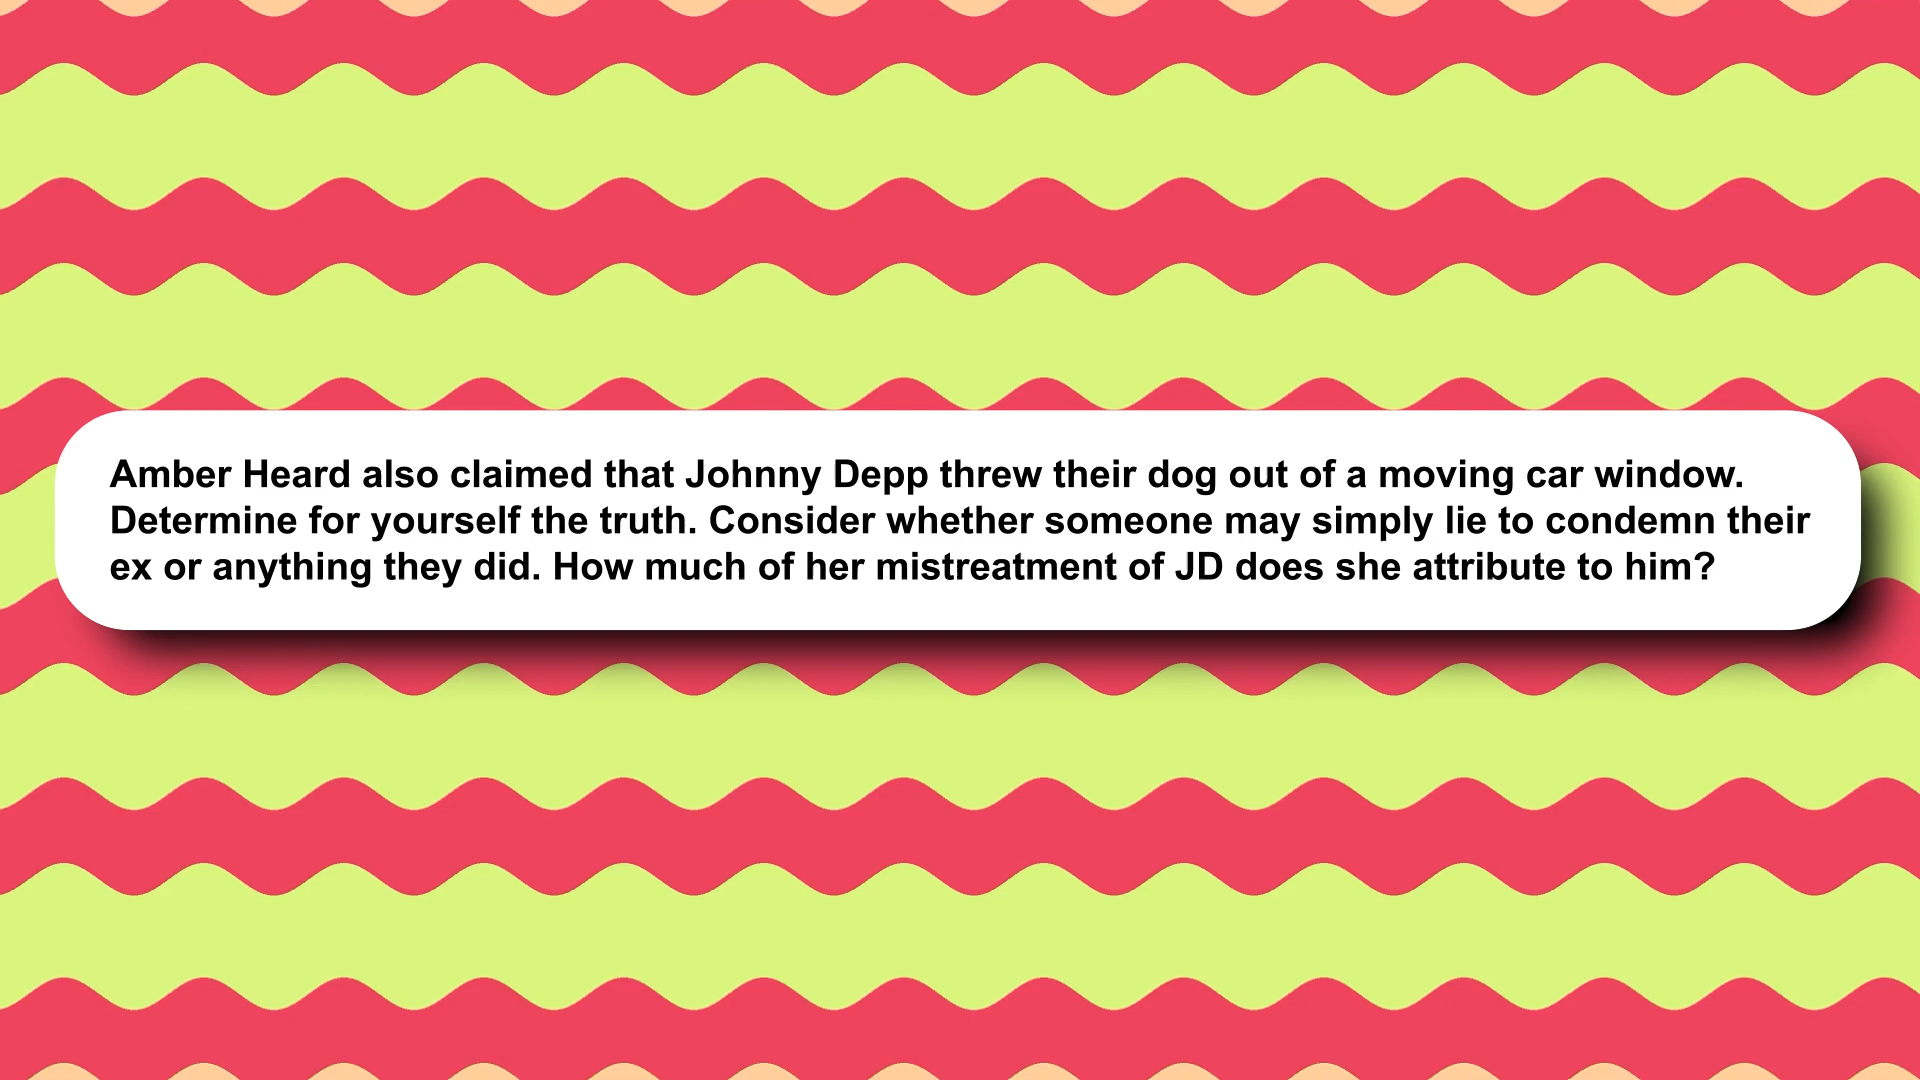 Amber Heard also claimed that Johnny Depp threw their dog out of a moving car window.
Determine for yourself the truth. Consider whether someone may simply lie to condemn their
ex or anything they did. How much of her mistreatment of JD does she attribute to him?